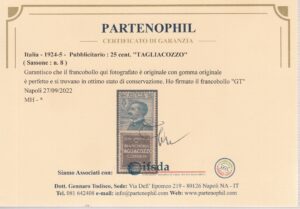 PARTENOPHIL
CERTIFICATO DI GARANZIA
Italia - 1924-5 - Pubblicitario : 25 cent. "TAGLIACOZZO"
( Sassone : n. 8 )
Garantisco che il francobollo qui fotografato è originale con gomma originale
è perfetto e si trovano in ottimo stato di conservazione. Ho firmato il francobollo "GT"
Napoli 27/09/2022
MH - *
TAGLIACOZZO
Siamo Associati con:
ifsda
Dott. Gennaro Todisco, Via Dell' Epomeo 219 - 80126 Napoli NA - IT
Tel. 081 642408 e-mail: info@partenophil.com - www.partenophil.com